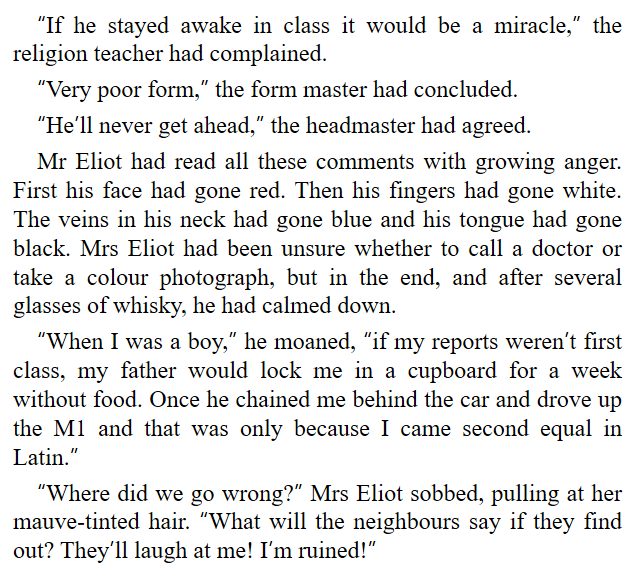 "If he stayed awake in class it would be a miracle," the
religion teacher had complained.
"Very poor form," the form master had concluded.
"He'll never get ahead," the headmaster had agreed.
Mr Eliot had read all these comments with growing anger.
First his face had gone red. Then his fingers had gone white.
The veins in his neck had gone blue and his tongue had gone
black. Mrs Eliot had been unsure whether to call a doctor or
take a colour photograph, but in the end, and after several
glasses of whisky, he had calmed down.
"When I was a boy," he moaned, "if my reports weren't first
class, my father would lock me in a cupboard for a week
without food. Once he chained me behind the car and drove up
the M1 and that was only because I came second equal in
Latin."
"Where did we go wrong?" Mrs Eliot sobbed, pulling at her
mauve-tinted hair. "What will the neighbours say if they find
out? They'll laugh at me! I'm ruined!"